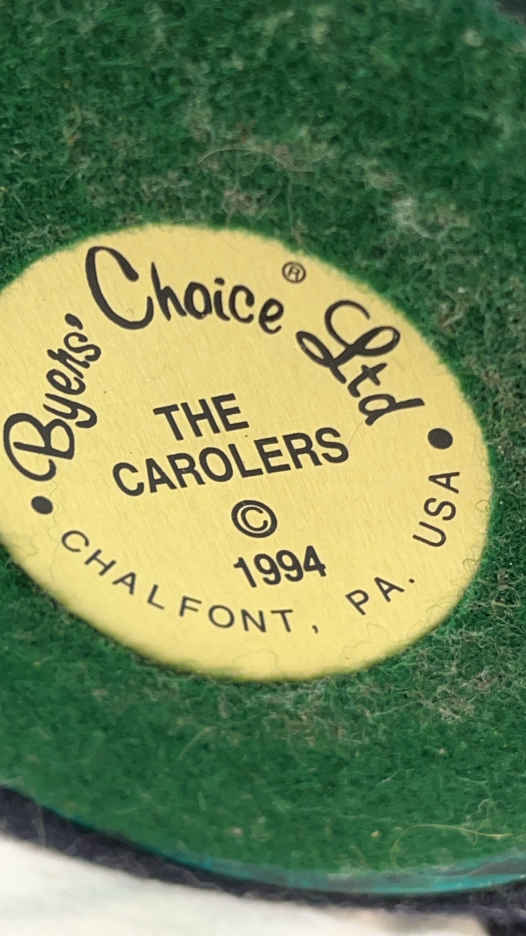 Byers' Choice® Ltd
THE
CAROLERS
©
1994
• CHALFONT, PA. USA •